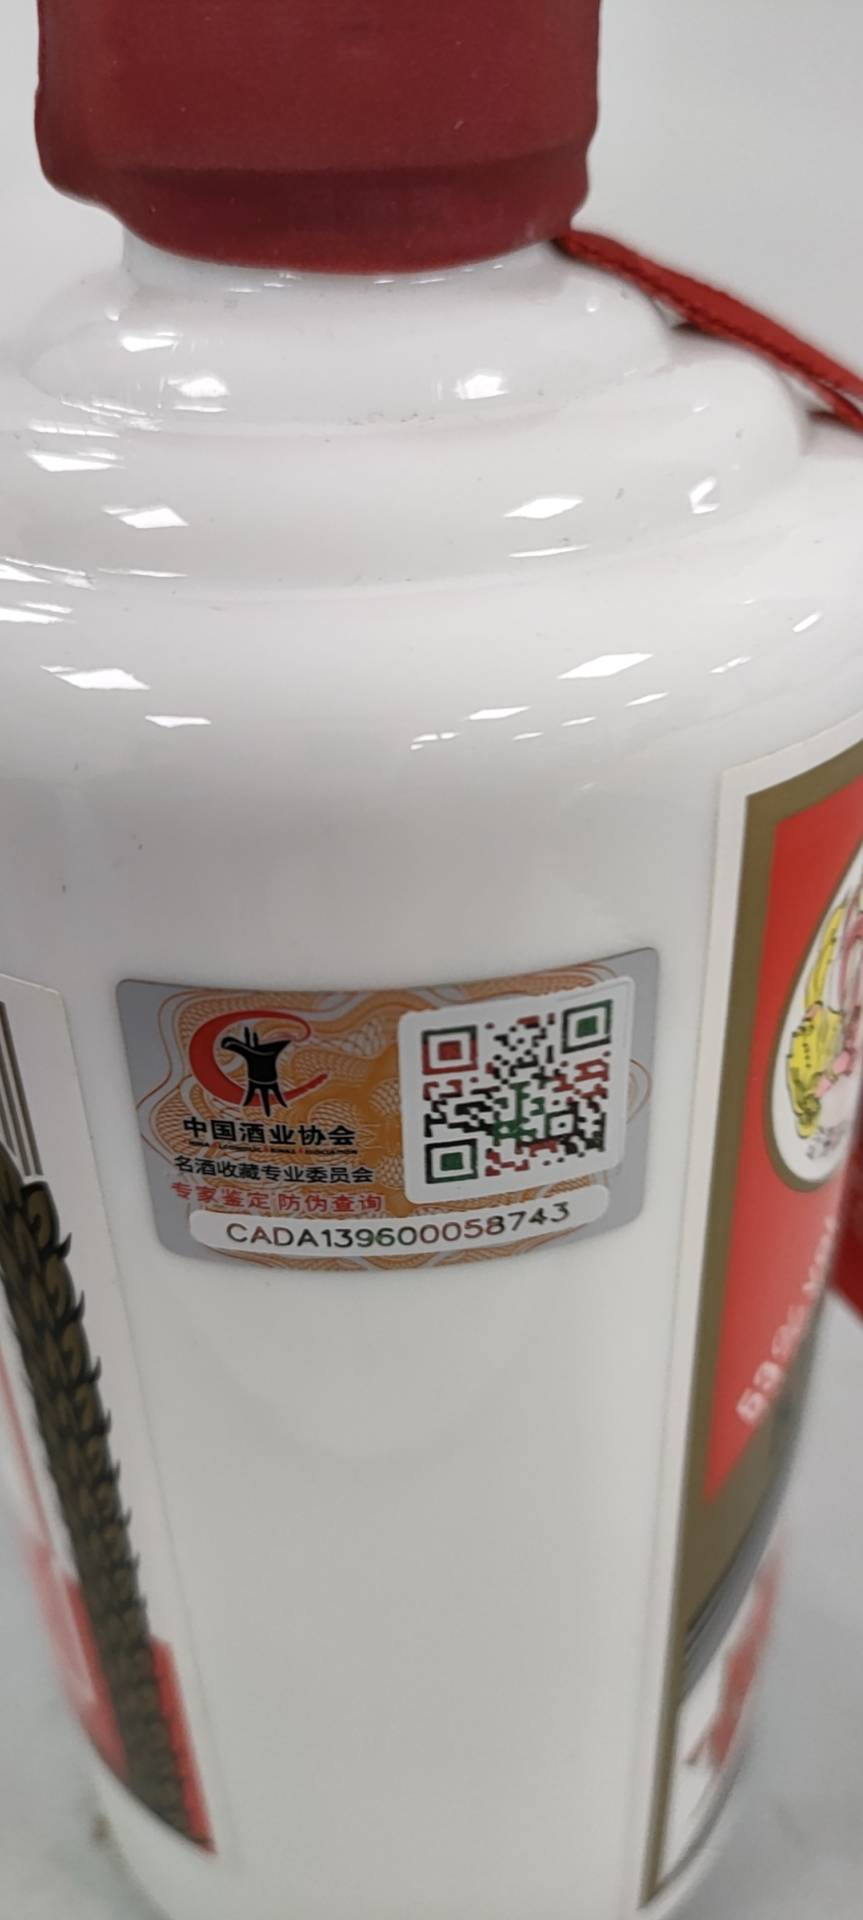 中国酒业协会
名酒收藏专业委员会
专家鉴定 防伪查询
CADA139600058743
53%